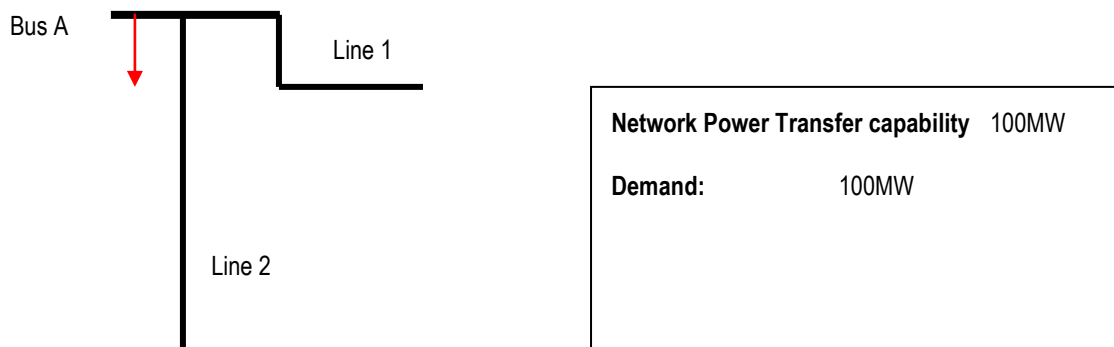 Bus A
Line 1
Network Power Transfer capability 100MW
Demand: 100MW
Line 2